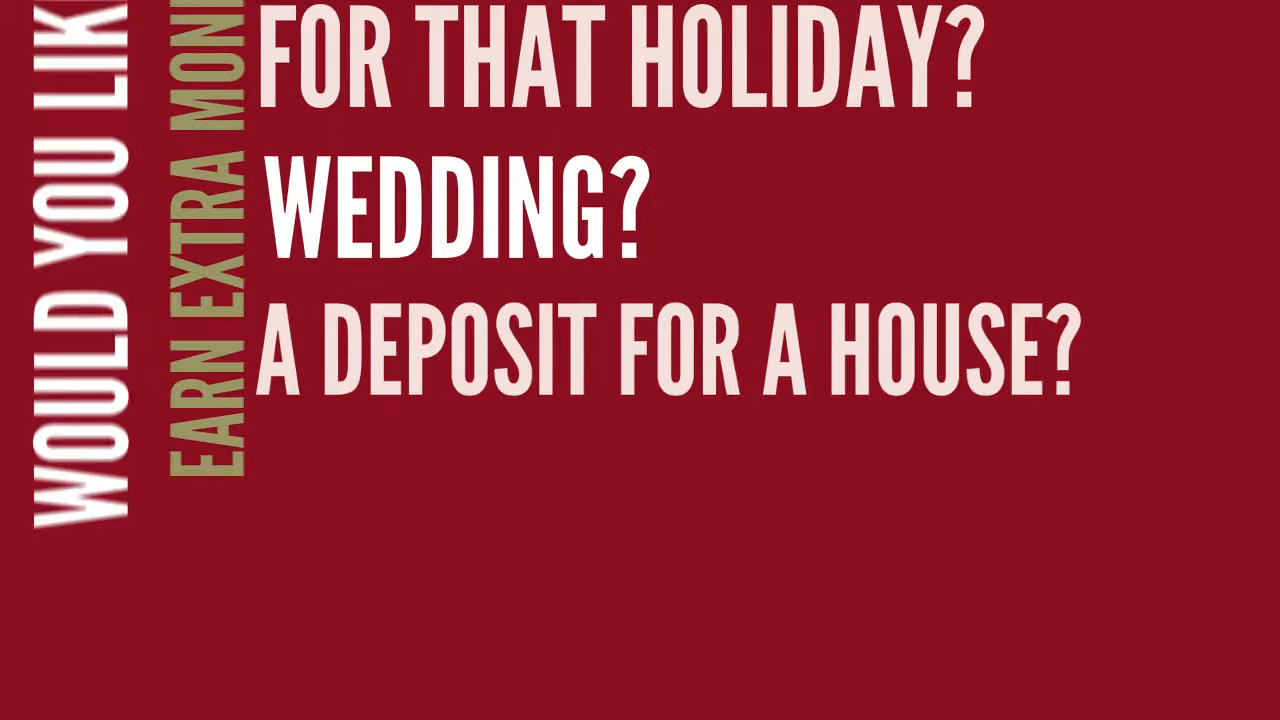 WOULD YOU LIK
EARN EXTRA MON
FOR THAT HOLIDAY?
WEDDING?
A DEPOSIT FOR A HOUSE?